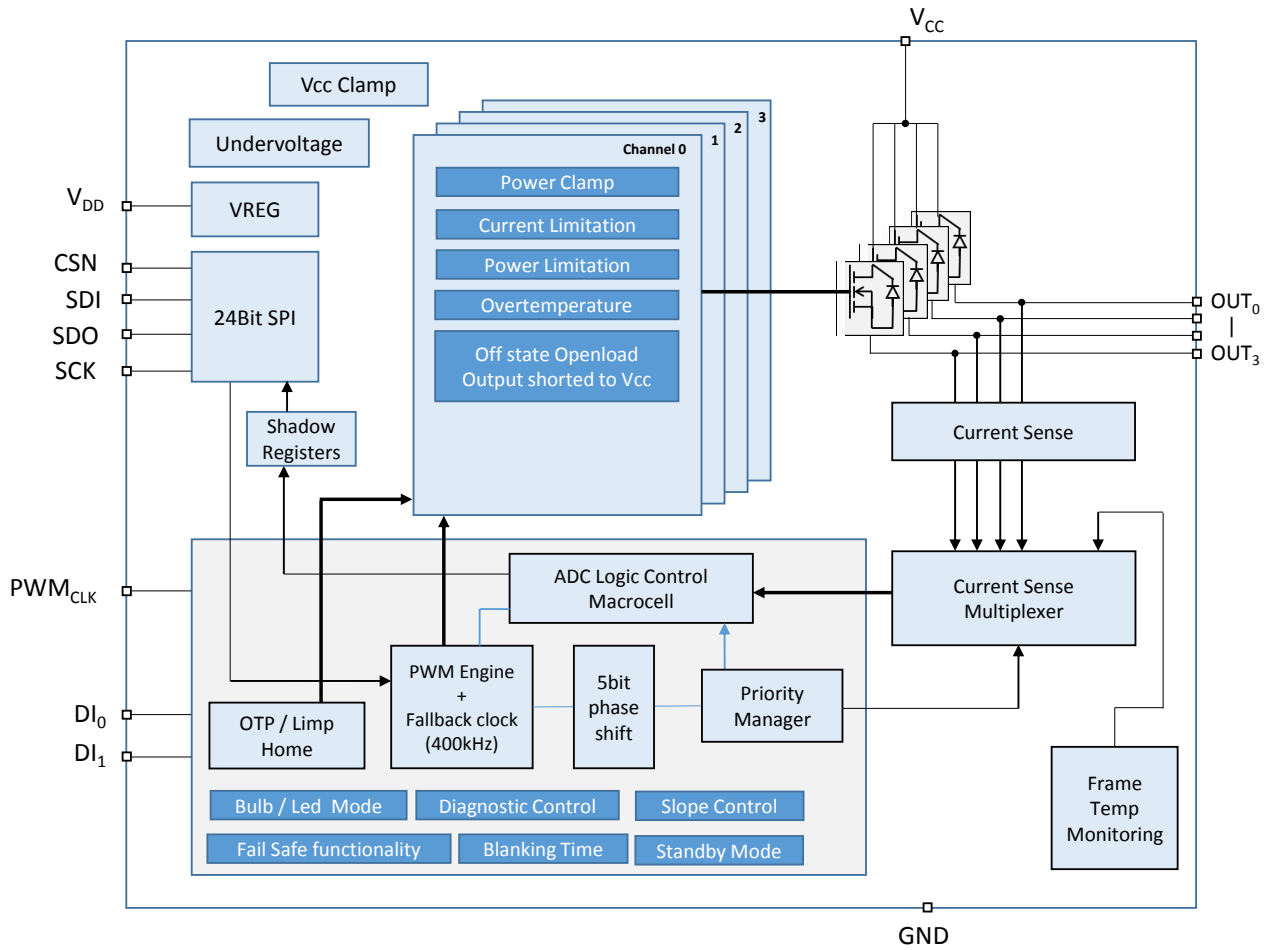 VCC
Vcc Clamp
Undervoltage
3
2
1
Channel 0
Power Clamp
Current Limitation
Power Limitation
Overtemperature
Off state Openload
Output shorted to Vcc
VDD
VREG
CSN
SDI
SDO
SCK
24Bit SPI
Shadow
Registers
OUT0
OUT3
Current Sense
Current Sense
Multiplexer
PWMCLK
ADC Logic Control
Macrocell
DI0
DI1
OTP / Limp
Home
PWM Engine
+
Fallback clock
(400kHz)
5bit
phase
shift
Priority
Manager
Frame
Temp
Monitoring
Bulb / Led  Mode
Diagnostic Control
Slope Control
Fail Safe functionality
Blanking Time
Standby Mode
GND